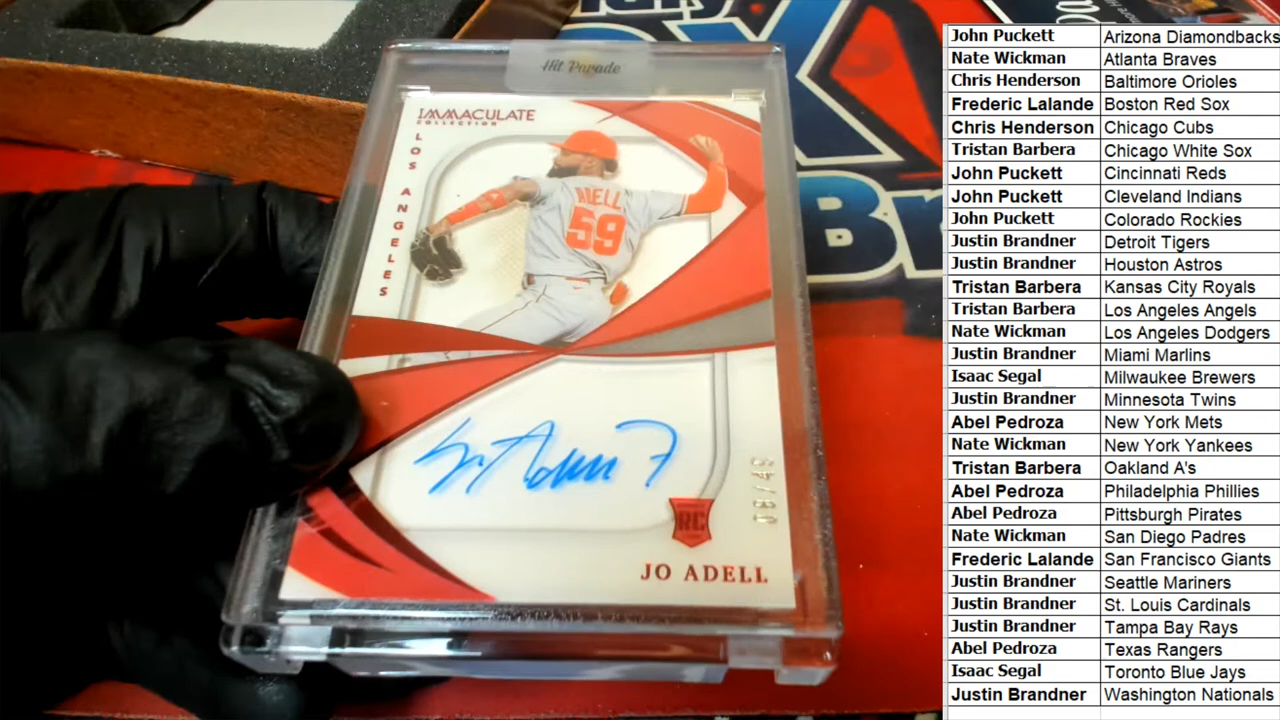 Hit Parade
IMMACULATE
COLLECTION
LOS ANGELES
ADELL
59
RC
JO ADELL
Br
John Puckett Arizona Diamondbacks
Nate Wickman Atlanta Braves
Chris Henderson Baltimore Orioles
Frederic Lalande Boston Red Sox
Chris Henderson Chicago Cubs
Tristan Barbera Chicago White Sox
John Puckett Cincinnati Reds
John Puckett Cleveland Indians
John Puckett Colorado Rockies
Justin Brandner Detroit Tigers
Justin Brandner Houston Astros
Tristan Barbera Kansas City Royals
Tristan Barbera Los Angeles Angels
Nate Wickman Los Angeles Dodgers
Justin Brandner Miami Marlins
Isaac Segal Milwaukee Brewers
Justin Brandner Minnesota Twins
Abel Pedroza New York Mets
Nate Wickman New York Yankees
Tristan Barbera Oakland A's
Abel Pedroza Philadelphia Phillies
Abel Pedroza Pittsburgh Pirates
Nate Wickman San Diego Padres
Frederic Lalande San Francisco Giants
Justin Brandner Seattle Mariners
Justin Brandner St. Louis Cardinals
Justin Brandner Tampa Bay Rays
Abel Pedroza Texas Rangers
Isaac Segal Toronto Blue Jays
Justin Brandner Washington Nationals